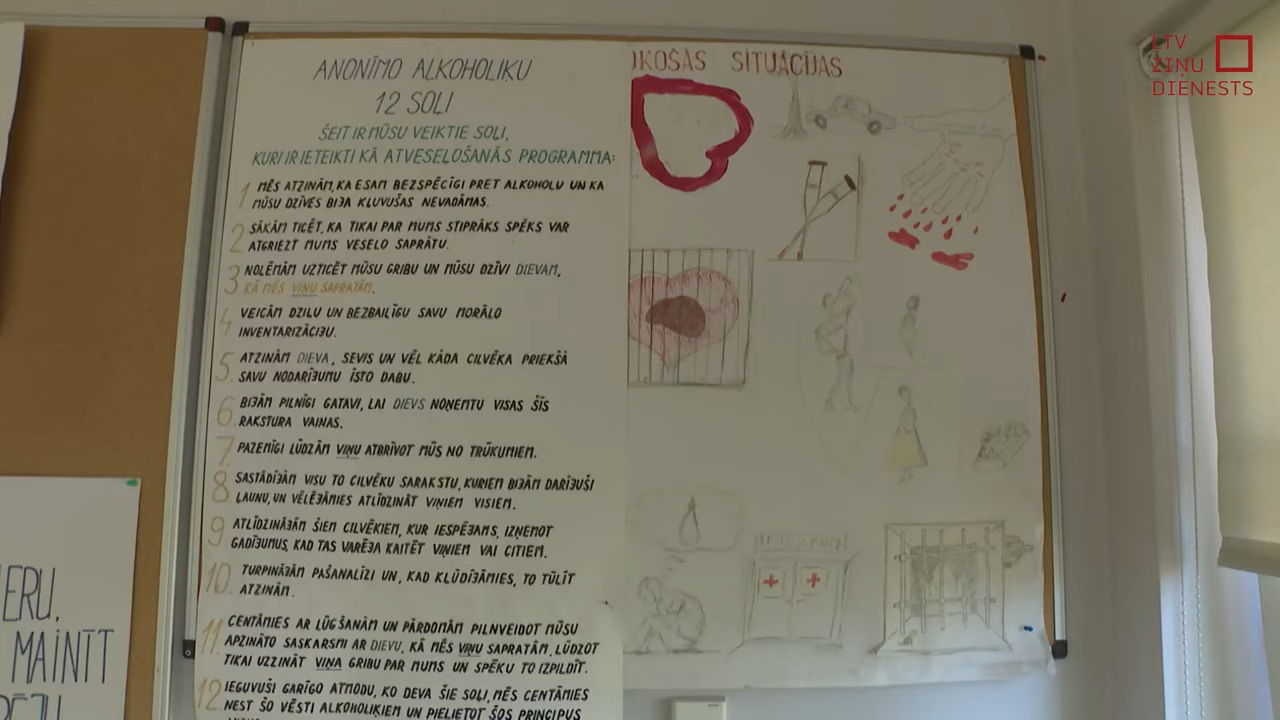 ANONĪMO ALKOHOLIKU
12 SOĻI
ŠEIT IR MŪSU VEIKTIE SOĻI,
KURI IR IETEIKTI KĀ ATVESEĻOŠANĀS PROGRAMMA:
1 MĒS ATZINĀM, KA ESAM BEZSPĒCĪGI PRET ALKOHOLU UN KA
MŪSU DZĪVES BIJA KĻUVUŠAS NEVADĀMAS.
2 SĀKĀM TICĒT, KA TIKAI PAR MUMS STIPRĀKS SPĒKS VAR
ATGRIEZT MUMS VESELO SAPRĀTU.
3. NOLĒMĀM UZTICĒT MŪSU GRIBU UN MŪSU DZĪVI DIEVAM,
KĀ MĒS VIŅU SAPRATĀM.
4 VEICĀM DZIĻU UN BEZBAILĪGU SAVU MORĀLO
INVENTARIZĀCIJU.
5. ATZINĀM DIEVA, SEVIS UN VĒL KĀDA CILVĒKA PRIEKŠĀ
SAVU NODARĪJUMU ĪSTO DABU.
6. BIJĀM PILNĪGI GATAVI, LAI DIEVS NOŅEMTU VISAS ŠĪS
RAKSTURA VAINAS.
7. PAZEMĪGI LŪDZĀM VIŅU ATBRĪVOT MŪS NO TRŪKUMIEM.
8 SASTĀDĪJĀM VISU TO CILVĒKU SARAKSTU, KURIEM BIJĀM DARĪJUŠI
ĻAUNU, UN VĒLĒJĀMIES ATLĪDZINĀT VIŅIEM VISIEM.
9 ATLĪDZINĀJĀM ŠIEM CILVĒKIEM, KUR IESPĒJAMS, IZŅEMOT
GADĪJUMUS, KAD TAS VARĒJA KAITĒT VIŅIEM VAI CITIEM.
10. TURPINĀJĀM PAŠANALĪZI UN, KAD KĻŪDĪJĀMIES, TO TŪLĪT
ATZINĀM.
11. CENTĀMIES AR LŪGŠANĀM UN PĀRDOMĀM PILNVEIDOT MŪSU
APZINĀTO SASKARSMI AR DIEVU, KĀ MĒS VIŅU SAPRATĀM, LŪDZOT
TIKAI UZZINĀT VIŅA GRIBU PAR MUMS UN SPĒKU TO IZPILDĪT.
12. IEGUVUŠI GARĪGO ATMODU, KO DEVA ŠIE SOĻI, MĒS CENTĀMIES
NEST ŠO VĒSTI ALKOHOLIĶIEM UN PIELIETOT ŠOS PRINCIPUS
OKOŠĀS SITUĀCIJAS
ERU,
MAINĪT
LTV
ZIŅU
DIENESTS